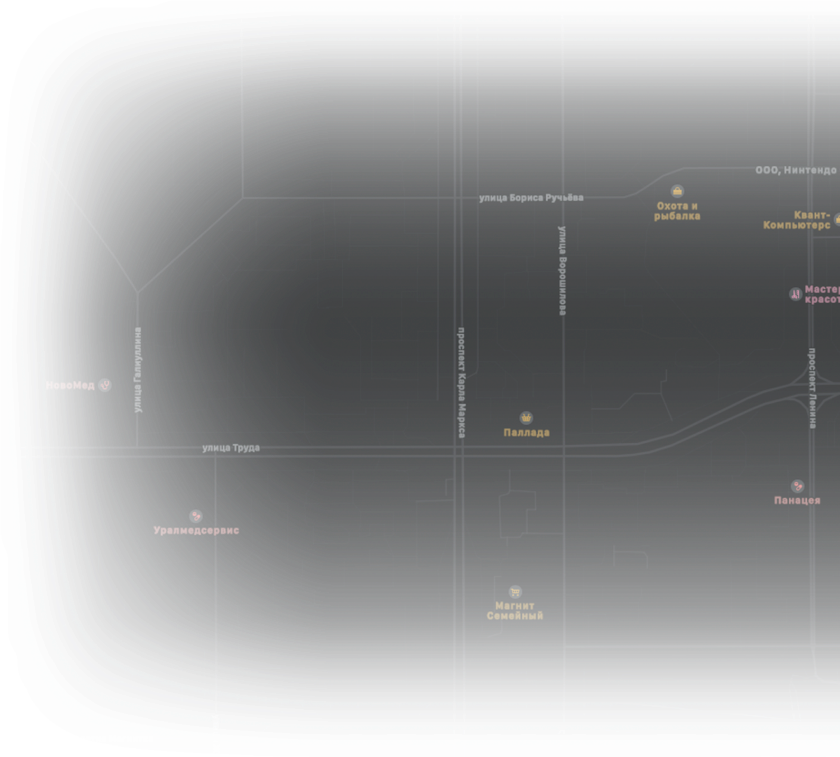 ООО, Нинтендо
улица Бориса Ручьёва
Охота и
рыбалка
Квант-
Компьютерс
улица Ворошилова
Мастер
красот
улица Галиуллина
проспект Карла Маркса
проспект Ленина
НовоМед
Паллада
улица Труда
Панацея
Уралмедсервис
Магнит
Семейный